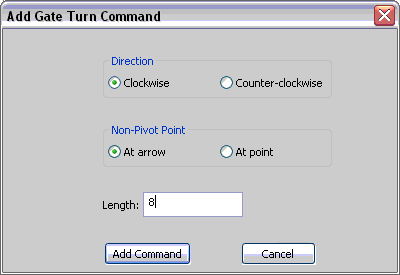 Add Gate Turn Command
Direction
Clockwise Counter-clockwise
Non-Pivot Point
At arrow At point
Length: 8
Add Command Cancel